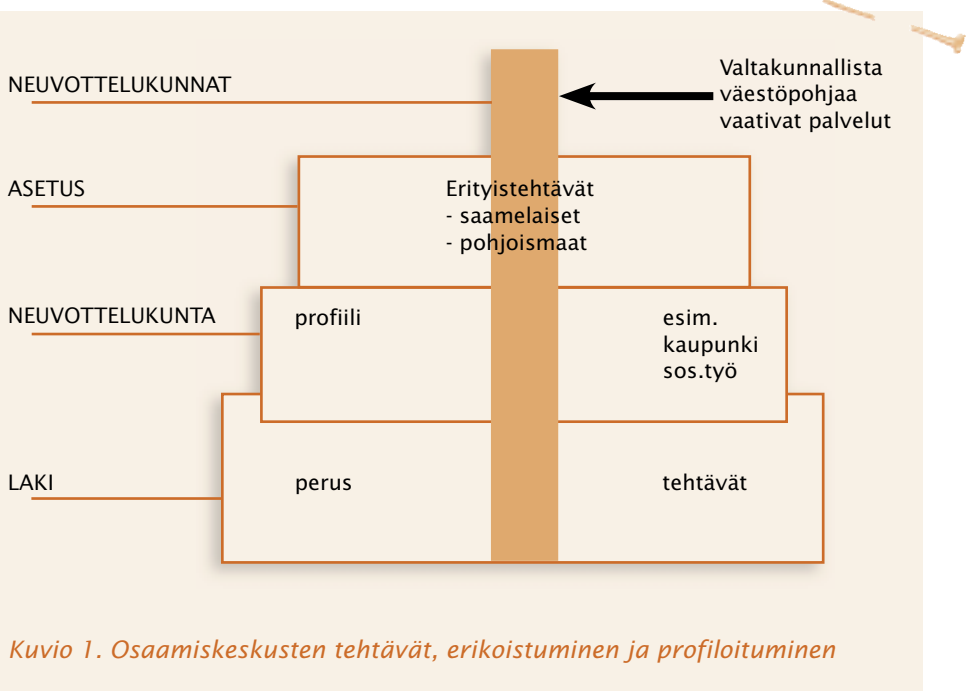 NEUVOTTELUKUNNAT
Valtakunnallista
väestöpohjaa
vaativat palvelut
ASETUS
Erityistehtävät
- saamelaiset
- pohjoismaat
NEUVOTTELUKUNTA
profiili
esim.
kaupunki
sos.työ
LAKI
perus
tehtävät
Kuvio 1. Osaamiskeskusten tehtävät, erikoistuminen ja profiloituminen